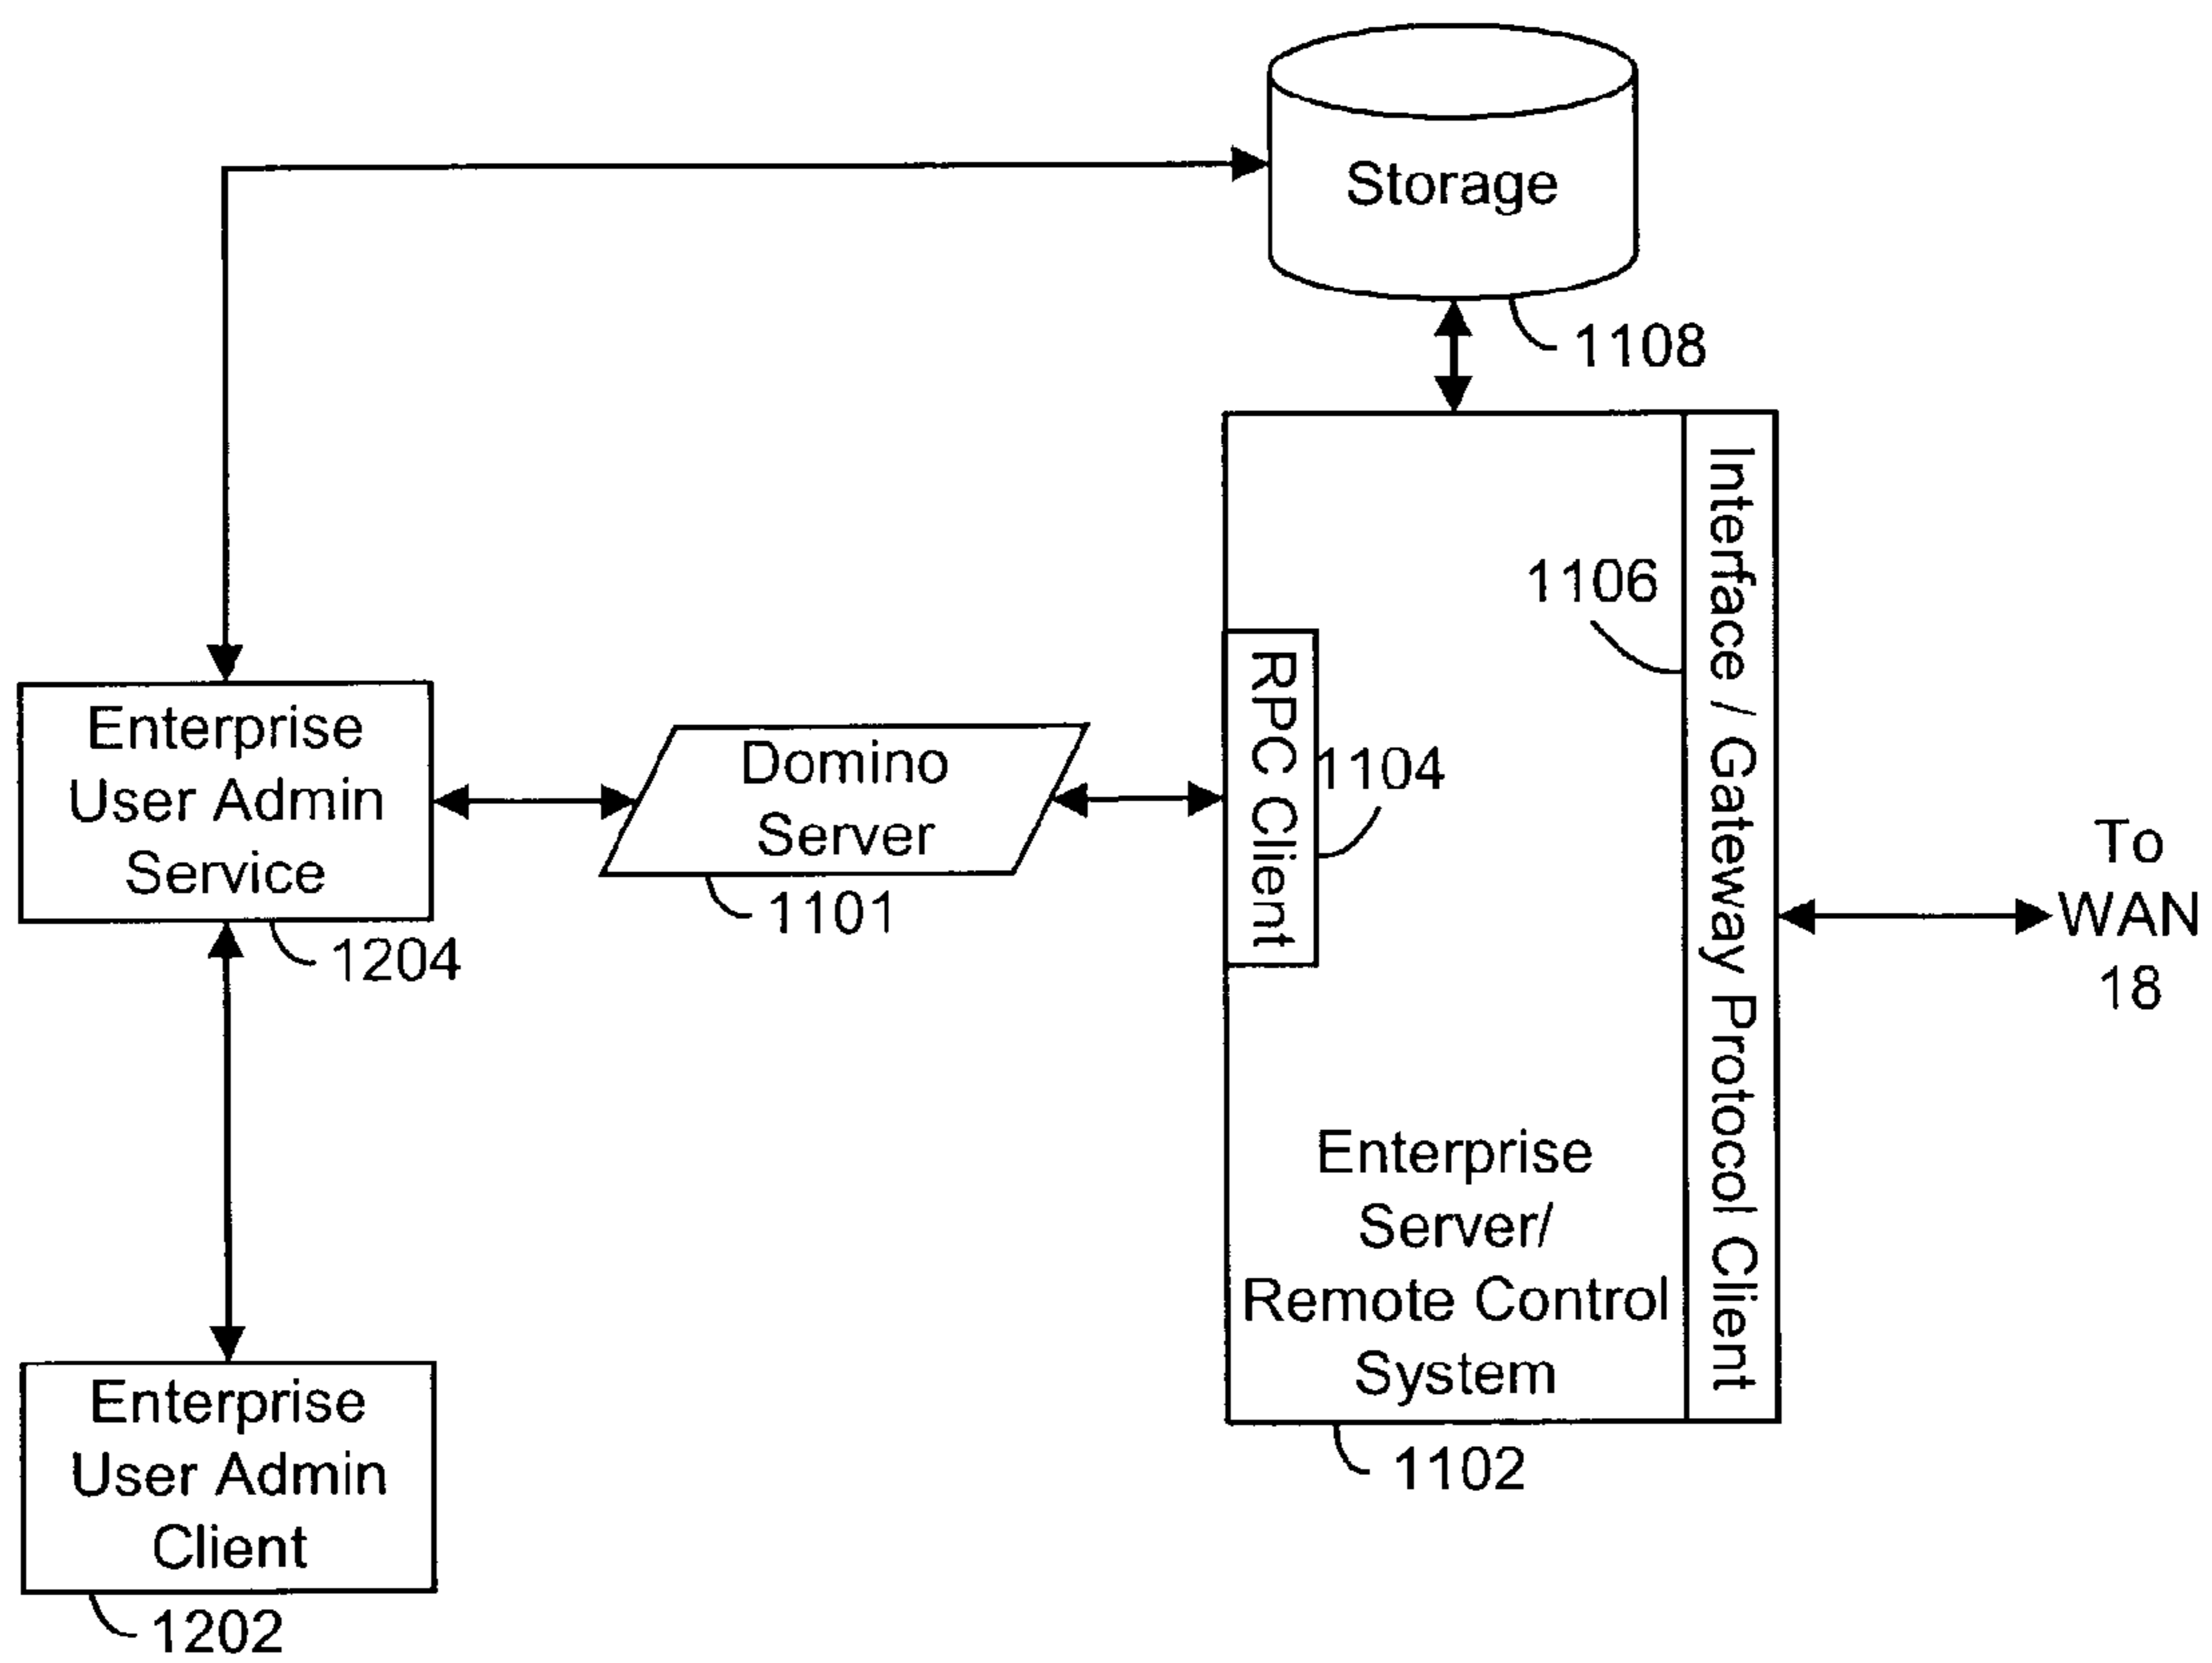 Storage
1108
Interface / Gateway Protocol Client
1106
RPC Client
1104
Enterprise
User Admin
Service
1204
Domino
Server
1101
To
WAN
18
Enterprise
Server/
Remote Control
System
1102
Enterprise
User Admin
Client
1202